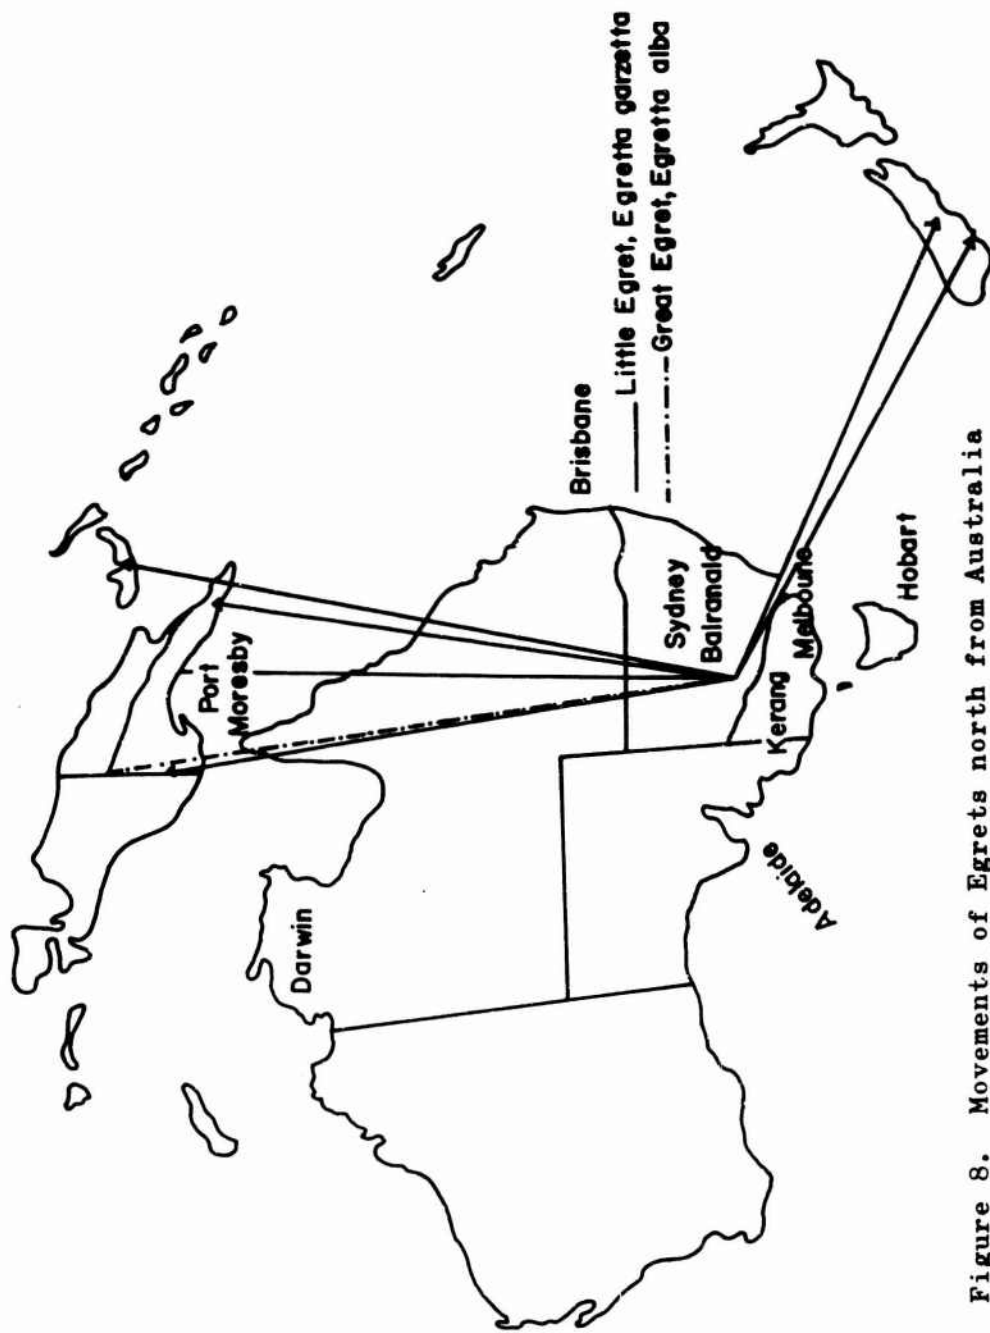 Port
Moresby
Darwin
Brisbane
Little Egret, Egretta garzetta
Great Egret, Egretta alba
Sydney
Balranald
Kerang
Melboune
Adelaide
Hobart
Figure 8. Movements of Egrets north from Australia